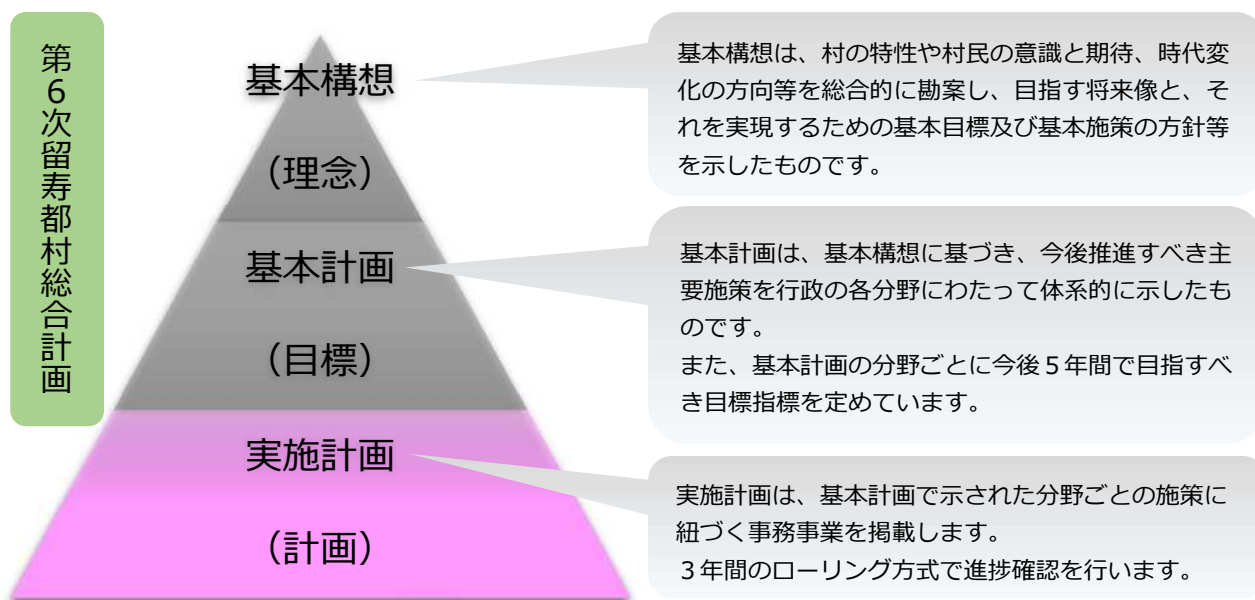 第6次留寿都村総合計画
基本構想
（理念）
基本構想は、村の特性や村民の意識と期待、時代変
化の方向等を総合的に勘案し、目指す将来像と、そ
れを実現するための基本目標及び基本施策の方針等
を示したものです。
基本計画
（目標）
基本計画は、基本構想に基づき、今後推進すべき主
要施策を行政の各分野にわたって体系的に示したも
のです。
また、基本計画の分野ごとに今後５年間で目指すべ
き目標指標を定めています。
実施計画
（計画）
実施計画は、基本計画で示された分野ごとの施策に
紐づく事務事業を掲載します。
３年間のローリング方式で進捗確認を行います。